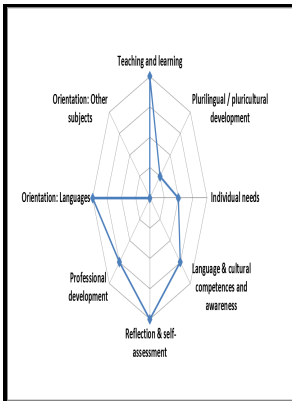 Teaching and learning
Orientation: Other
subjects
Plurilingual / pluricultural
development
Orientation: Languages
Individual needs
Professional
development
Language & cultural
competences and
awareness
Reflection & self-
assessment